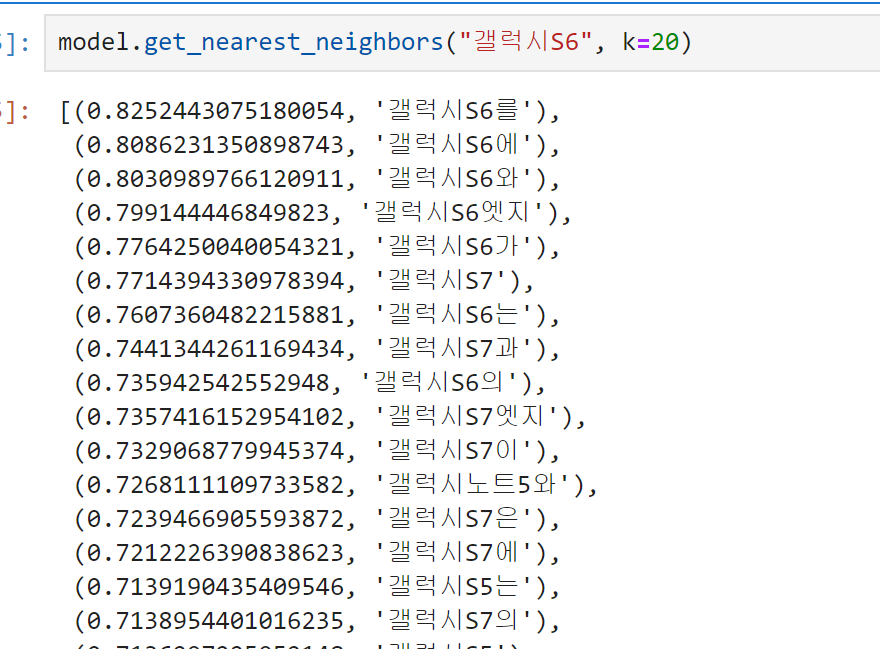 ]: model.get_nearest_neighbors("갤럭시S6", k=20)
]: [(0.8252443075180054, '갤럭시S6를'),
(0.8086231350898743, '갤럭시S6에'),
(0.8030989766120911, '갤럭시S6와'),
(0.799144446849823, '갤럭시S6엣지'),
(0.7764250040054321, '갤럭시S6가'),
(0.7714394330978394, '갤럭시S7'),
(0.7607360482215881, '갤럭시S6는'),
(0.7441344261169434, '갤럭시S7과'),
(0.735942542552948, '갤럭시S6의'),
(0.7357416152954102, '갤럭시S7엣지'),
(0.7329068779945374, '갤럭시S7이'),
(0.7268111109733582, '갤럭시노트5와'),
(0.7239466905593872, '갤럭시S7은'),
(0.7212226390838623, '갤럭시S7에'),
(0.7139190435409546, '갤럭시S5는'),
(0.7138954401016235, '갤럭시S7의'),